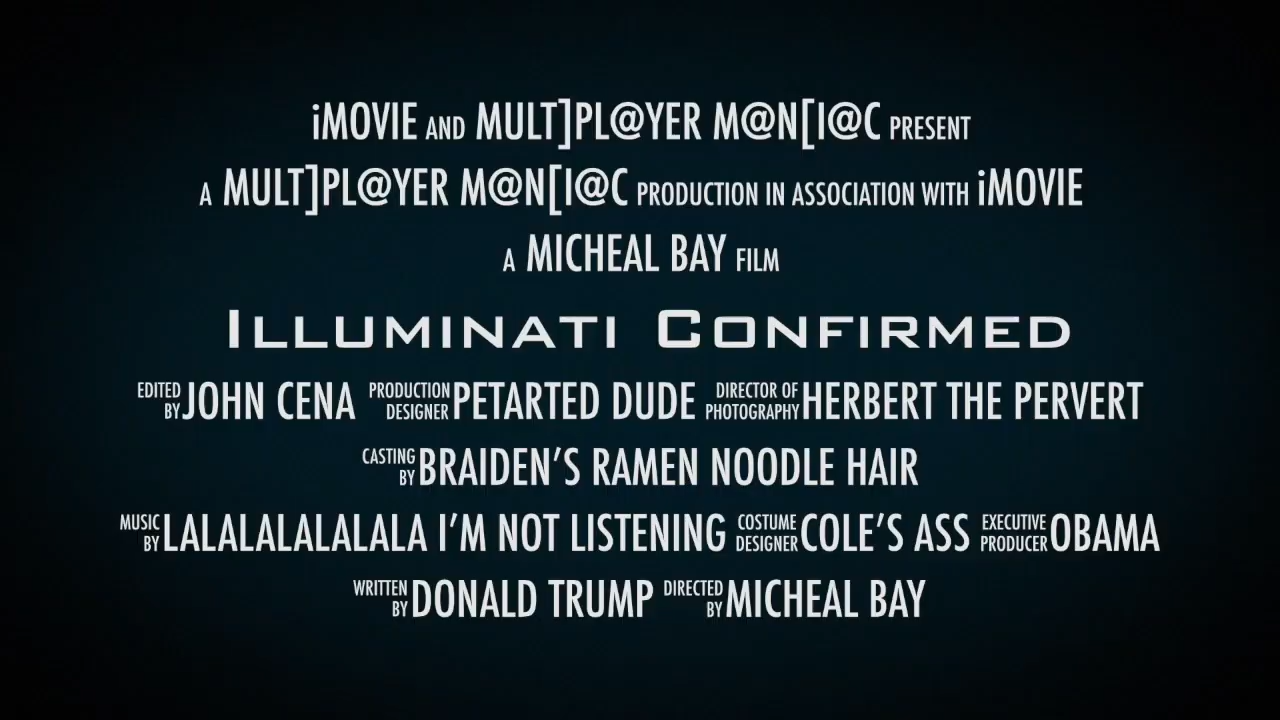 iMOVIE AND MULT]PL@YER M@N[I@C PRESENT
A MULT]PL@YER M@N[I@C PRODUCTION IN ASSOCIATION WITH iMOVIE
A MICHEAL BAY FILM
ILLUMINATI CONFIRMED
EDITED BY JOHN CENA PRODUCTION DESIGNER PETARTED DUDE DIRECTOR OF PHOTOGRAPHY HERBERT THE PERVERT
CASTING BY BRAIDEN'S RAMEN NOODLE HAIR
MUSIC BY LALALALALALALA I'M NOT LISTENING COSTUME DESIGNER COLE'S ASS EXECUTIVE PRODUCER OBAMA
WRITTEN BY DONALD TRUMP DIRECTED BY MICHEAL BAY